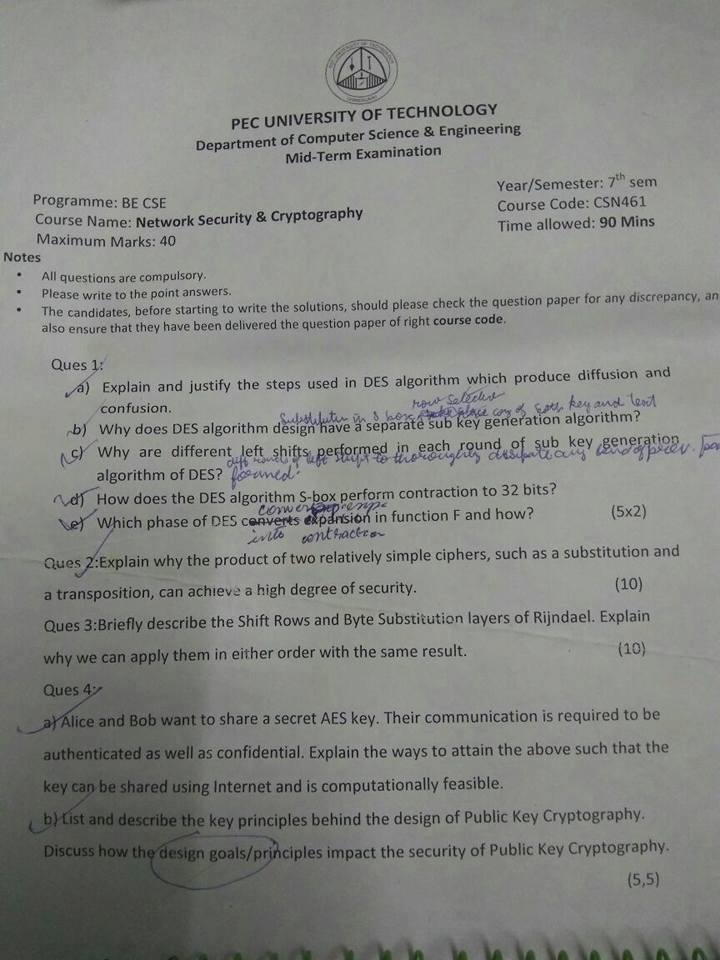 PEC UNIVERSITY OF TECHNOLOGY
Department of Computer Science & Engineering
Mid-Term Examination
Programme: BE CSE
Course Name: Network Security & Cryptography
Maximum Marks: 40
Year/Semester: 7th sem
Course Code: CSN461
Time allowed: 90 Mins
Notes
• All questions are compulsory.
• Please write to the point answers.
• The candidates, before starting to write the solutions, should please check the question paper for any discrepancy, an
also ensure that they have been delivered the question paper of right course code.
Ques 1:
a) Explain and justify the steps used in DES algorithm which produce diffusion and
confusion.
row selective
Substitution in S box of both key and text
b) Why does DES algorithm design have a separate sub key generation algorithm?
c) Why are different left shifts performed in each round of sub key generation
diff rounds of left shifts to thoroughly dissipate any kind of
algorithm of DES? formed.
d) How does the DES algorithm S-box perform contraction to 32 bits?
e) Which phase of DES converts expansion in function F and how? (5x2)
into contraction
Ques 2:Explain why the product of two relatively simple ciphers, such as a substitution and
a transposition, can achieve a high degree of security. (10)
Ques 3:Briefly describe the Shift Rows and Byte Substitution layers of Rijndael. Explain
why we can apply them in either order with the same result. (10)
Ques 4:-
a) Alice and Bob want to share a secret AES key. Their communication is required to be
authenticated as well as confidential. Explain the ways to attain the above such that the
key can be shared using Internet and is computationally feasible.
b) List and describe the key principles behind the design of Public Key Cryptography.
Discuss how the design goals/principles impact the security of Public Key Cryptography.
(5,5)